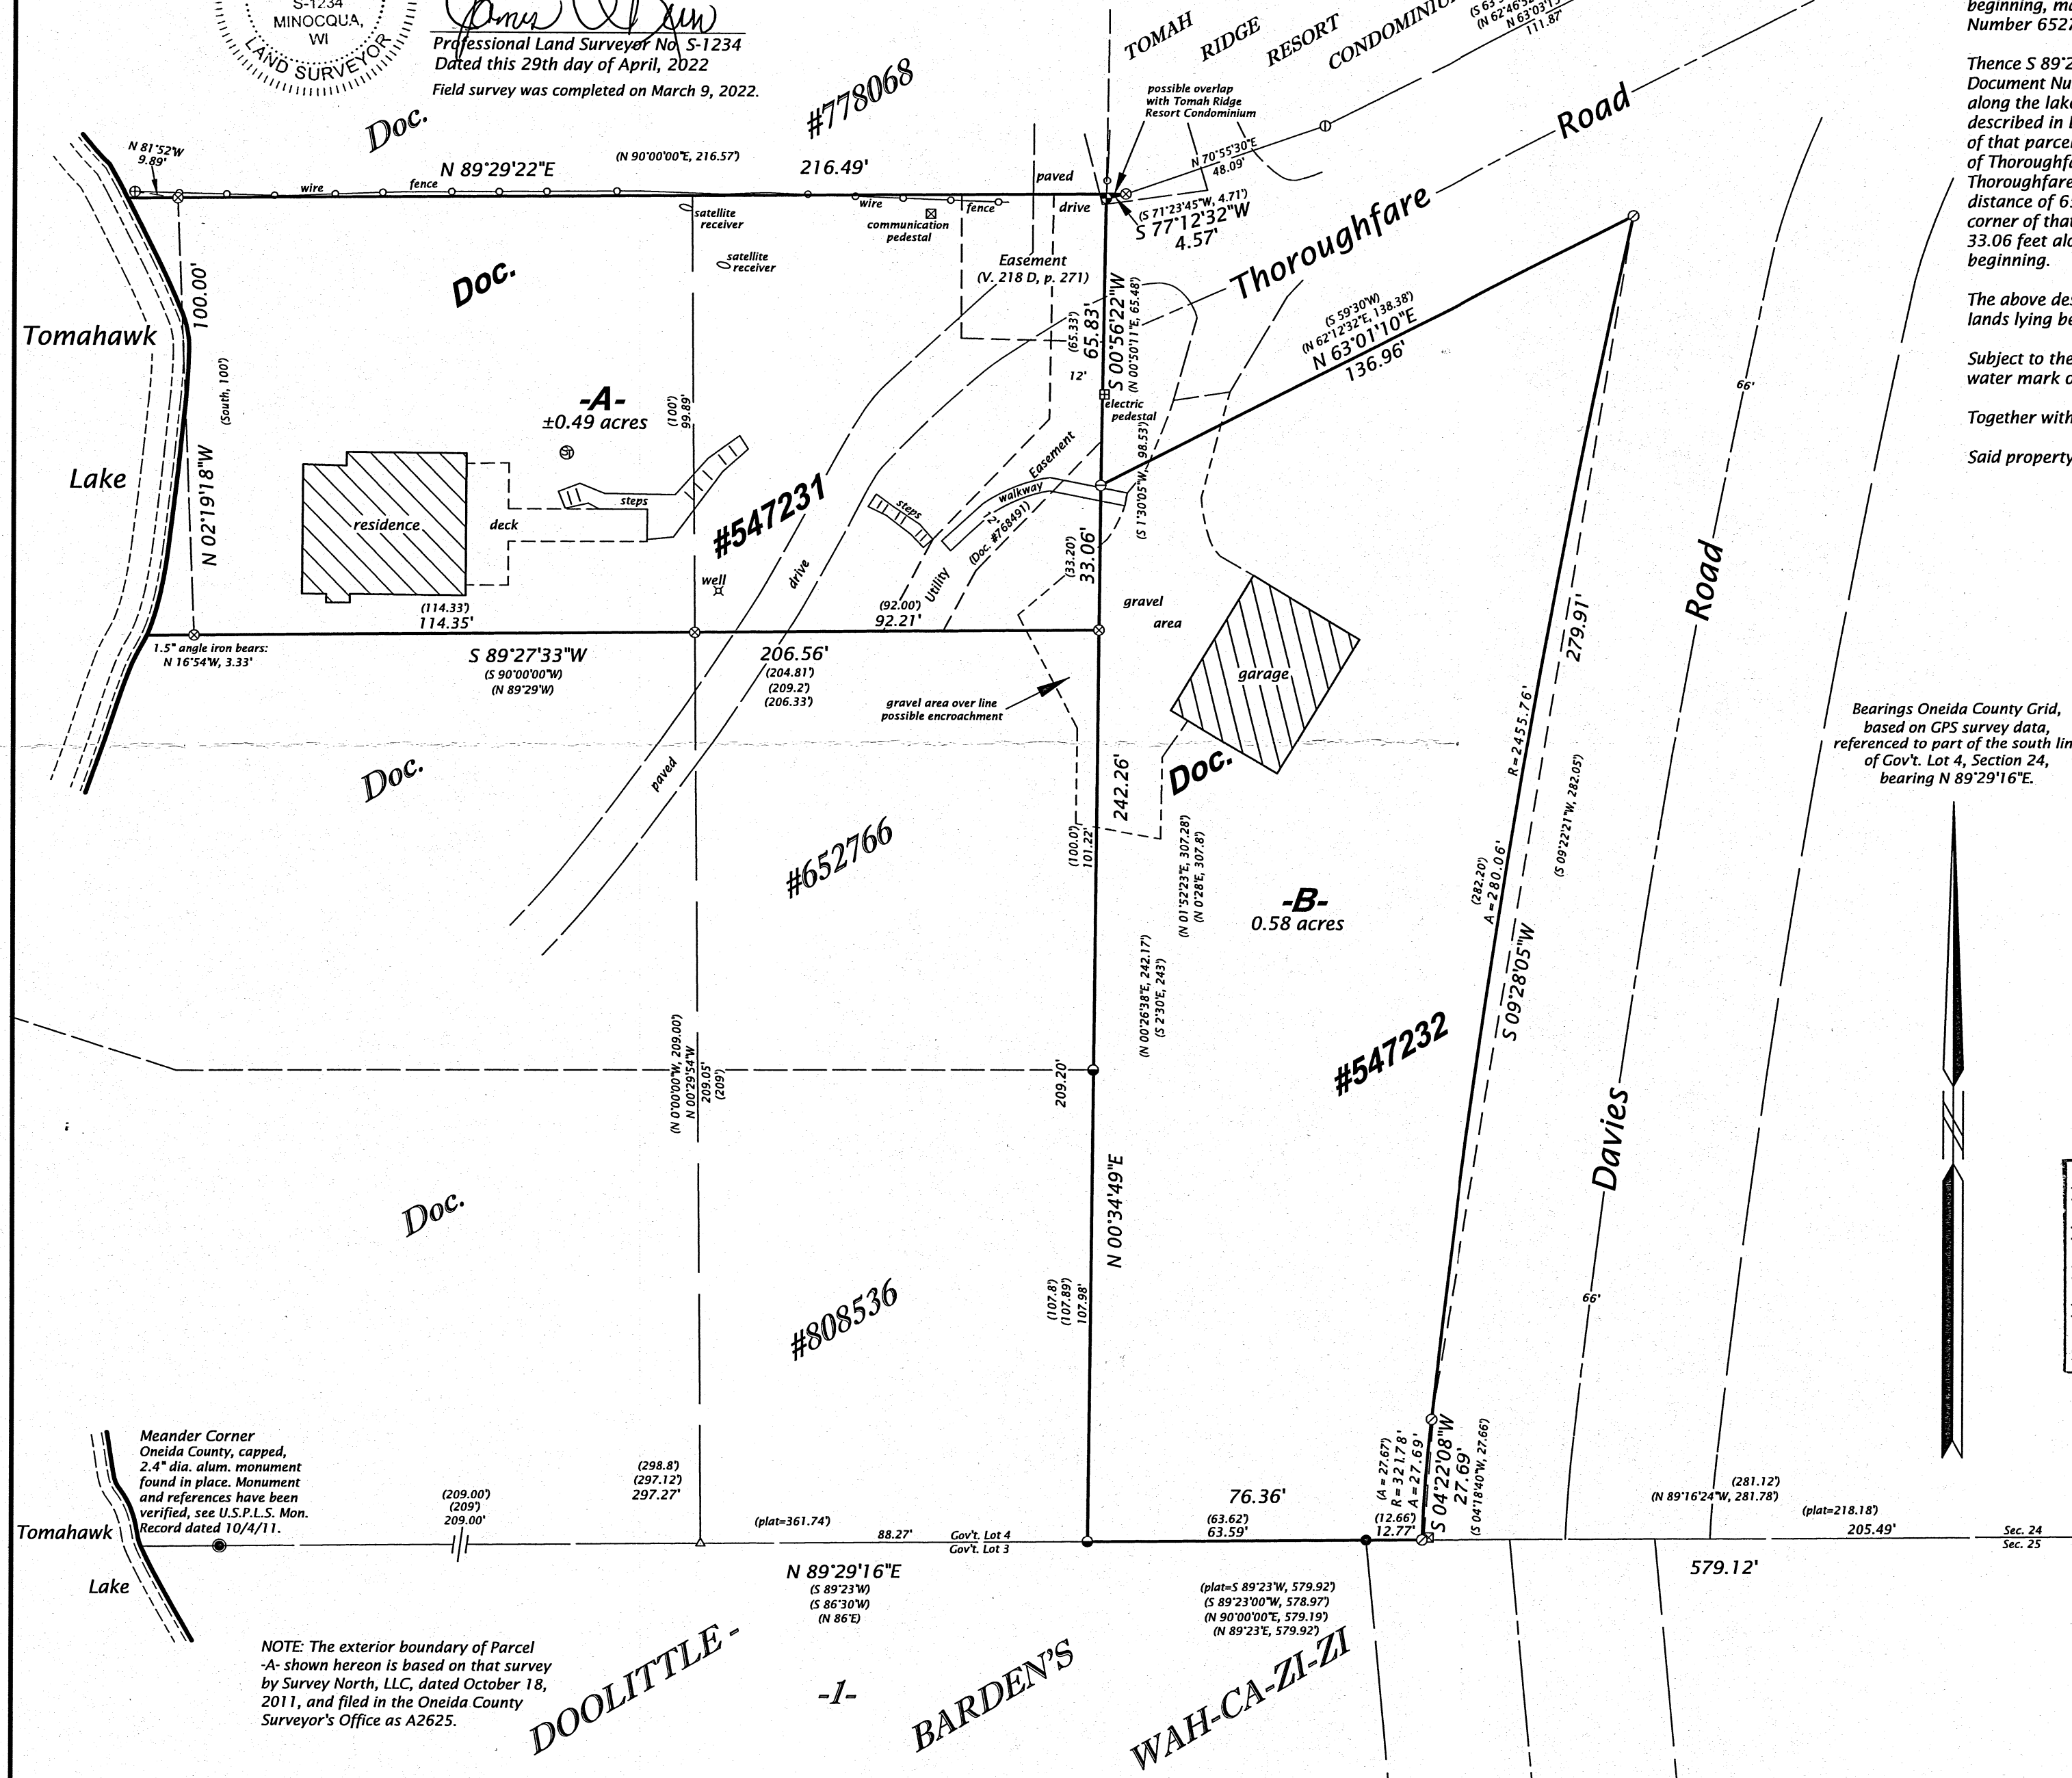 S-1234
MINOCQUA,
WI
LAND SURVEYOR
Professional Land Surveyor No. S-1234
Dated this 29th day of April, 2022
Field survey was completed on March 9, 2022.
Doc.
#778068
TOMAH
RIDGE
RESORT
N 63°03'15"
111.87'
beginning, ma
Number 6527
Thence S 89°2
Document Nu
along the lake
described in
of that parcel
of Thoroughfa
Thoroughfare
distance of 6
corner of that
33.06 feet alo
beginning.
The above des
lands lying be
Subject to the
water mark o
Together with
Said property
possible overlap
with Tomah Ridge
Resort Condominium
N 70°55'30"E
48.09'
Thoroughfare
Road
N 81°52'W
9.89'
N 89°29'22"E
(N 90°00'00"E, 216.57')
216.49'
wire
fence
wire
fence
paved
drive
(S 71°23'45"W, 4.71')
S 77°12'32"W
4.57'
satellite
receiver
satellite
receiver
communication
pedestal
Easement
(V. 218 D, p. 271)
Doc.
100.00'
Tomahawk
Lake
(South, 100')
N 02°19'18"W
-A-
±0.49 acres
(100')
99.89'
(65.33')
65.83'
S 00°56'22"W
(N 00°50'11"E, 65.48')
12'
electric
pedestal
(S 59°30'W)
(N 62°12'32"E, 138.38')
N 63°01'10"E
136.96'
(S 1°30'05"W, 98.53')
residence
deck
steps
ST
#547231
well
drive
steps
walkway
2'
Utility
Easement
(Doc. #768491)
(33.20')
33.06'
gravel
area
garage
(114.33')
114.35'
(92.00')
92.21'
1.5" angle iron bears:
N 16°54'W, 3.33'
S 89°27'33"W
(S 90°00'00"W)
(N 89°29'W)
206.56'
(204.81')
(209.2')
(206.33')
gravel area over line
possible encroachment
paved
Doc.
#652766
242.26'
(100.0')
101.22'
Doc.
(N 01°52'23"E, 307.28')
(N 0°28'E, 307.8')
-B-
0.58 acres
(N 00°26'38"E, 242.17')
(S 2°30'E, 243')
#547232
R=2455.76'
(282.20')
A=280.06'
279.91'
(S 09°22'21"W, 282.05')
S 09°28'05"W
66'
Road
Davies
66'
Bearings Oneida County Grid,
based on GPS survey data,
referenced to part of the south lin
of Gov't. Lot 4, Section 24,
bearing N 89°29'16"E.
(N 0°00'00"W, 209.00')
N 00°29'54"W
209.05'
(209')
209.20'
N 00°34'49"E
(107.8')
(107.89')
107.98'
Doc.
#808536
Meander Corner
Oneida County, capped,
2.4" dia. alum. monument
found in place. Monument
and references have been
verified, see U.S.P.L.S. Mon.
Record dated 10/4/11.
Tomahawk
Lake
(209.00')
(209')
209.00'
(298.8')
(297.12')
297.27'
(plat=361.74')
88.27'
Gov't. Lot 4
Gov't. Lot 3
76.36'
(63.62')
63.59'
(12.66')
12.77'
(A = 27.67')
R=321.78'
A=27.69'
S 04°22'08"W
27.69'
(S 04°18'40"W, 27.66')
(281.12')
(N 89°16'24"W, 281.78')
(plat=218.18')
205.49'
Sec. 24
Sec. 25
579.12'
N 89°29'16"E
(S 89°23'W)
(S 86°30'W)
(N 86°E)
(plat=S 89°23'W, 579.92')
(S 89°23'00"W, 578.97')
(N 90°00'00"E, 579.19')
(N 89°23'E, 579.92')
NOTE: The exterior boundary of Parcel
-A- shown hereon is based on that survey
by Survey North, LLC, dated October 18,
2011, and filed in the Oneida County
Surveyor's Office as A2625.
DOOLITTLE -
-1-
BARDEN'S
WAH-CA-ZI-ZI